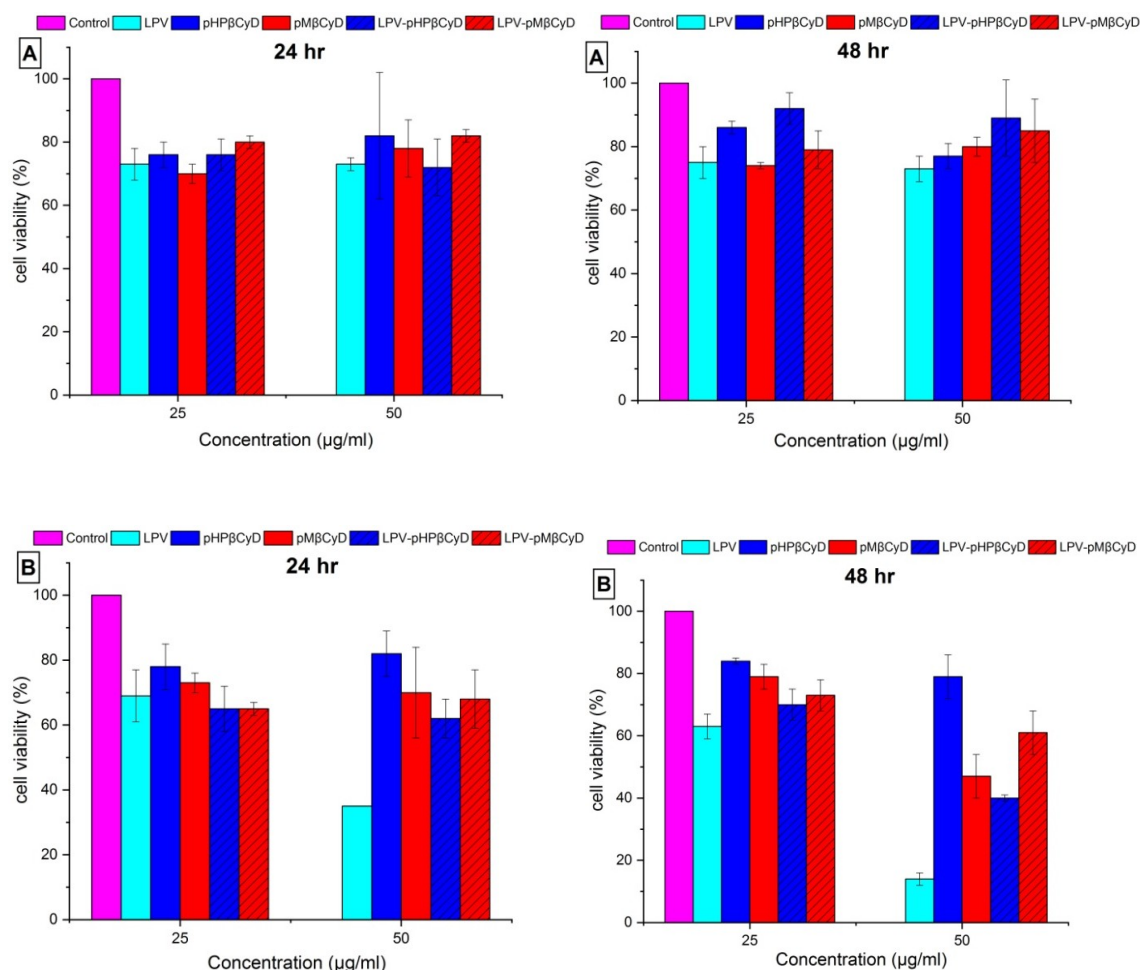 Control LPV pHPβCyD pMβCyD LPV-pHPβCyD LPV-pMβCyD
A
24 hr
100
80
60
40
20
0
cell viability (%)
25
50
Concentration (µg/ml)
Control LPV pHPβCyD pMβCyD LPV-pHPβCyD LPV-pMβCyD
A
48 hr
100
80
60
40
20
0
cell viability (%)
25
50
Concentration (µg/ml)
Control LPV pHPβCyD pMβCyD LPV-pHPβCyD LPV-pMβCyD
B
24 hr
100
80
60
40
20
0
cell viability (%)
25
50
Concentration (µg/ml)
Control LPV pHPβCyD pMβCyD LPV-pHPβCyD LPV-pMβCyD
B
48 hr
100
80
60
40
20
0
cell viability (%)
25
50
Concentration (µg/ml)